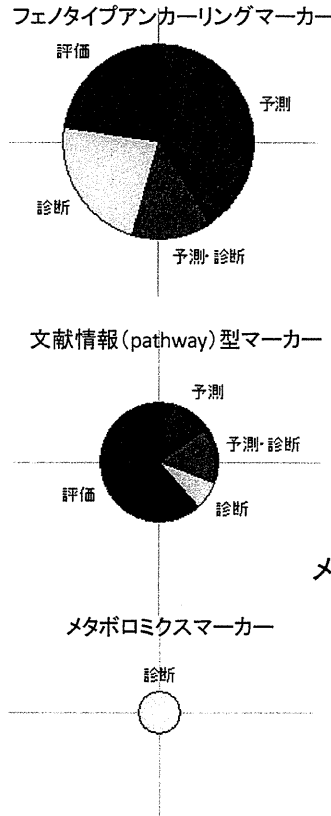 フェノタイプアンカーリングマーカー
評価
予測
診断
予測・診断
文献情報(pathway)型マーカー
予測
予測・診断
評価
診断
メ
メタボロミクスマーカー
診断